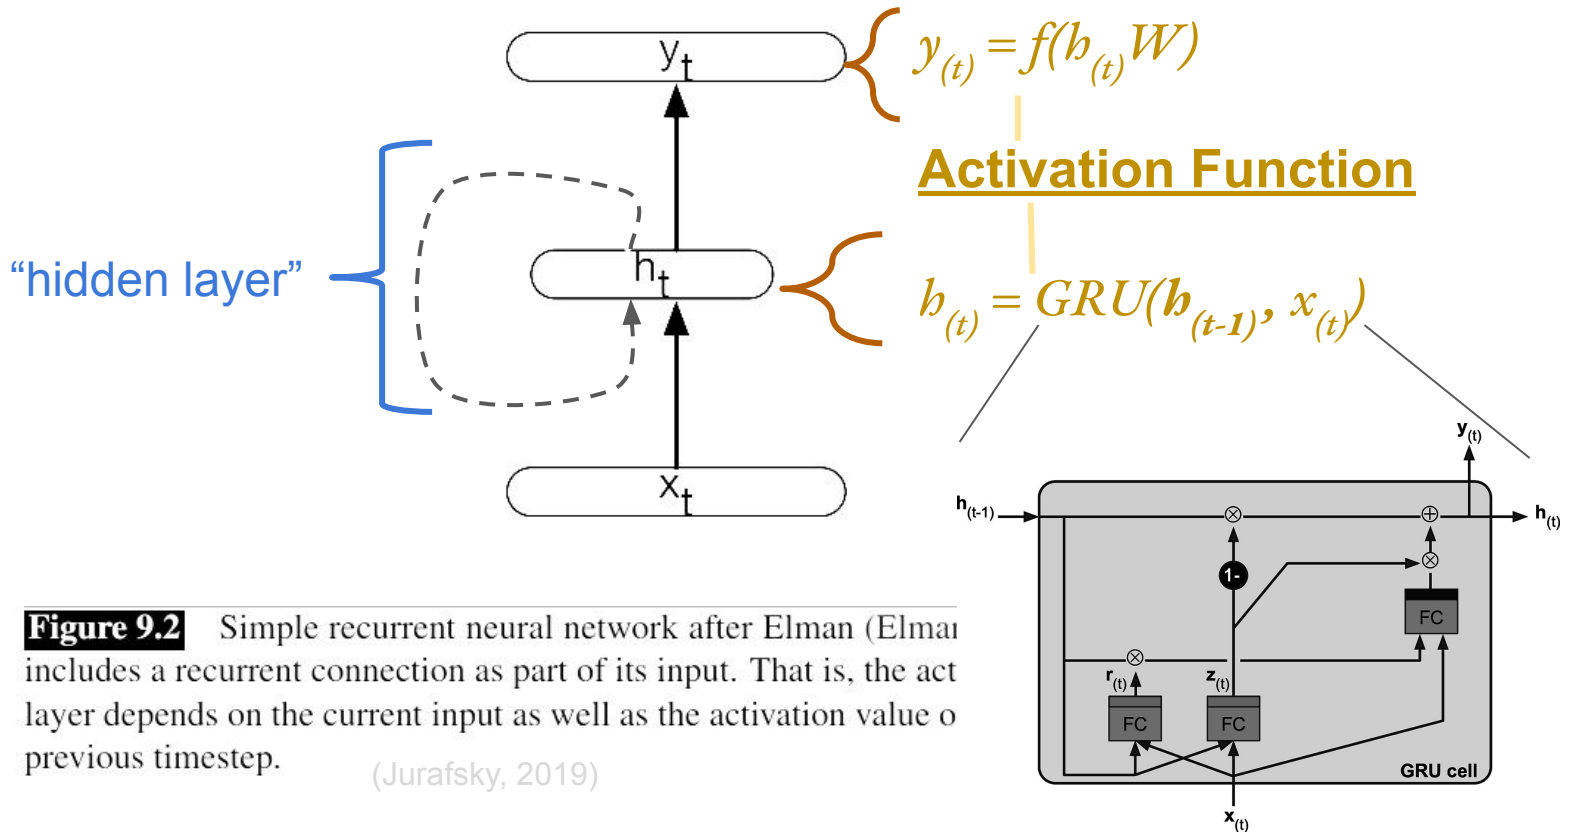 yt
y(t) = f(h(t)W)
Activation Function
“hidden layer”
ht
h(t) = GRU(h(t-1), x(t))
xt
y(t)
h(t-1)
h(t)
1-
FC
r(t)
z(t)
FC
FC
GRU cell
x(t)
Figure 9.2 Simple recurrent neural network after Elman (Elman
includes a recurrent connection as part of its input. That is, the act
layer depends on the current input as well as the activation value o
previous timestep.
(Jurafsky, 2019)